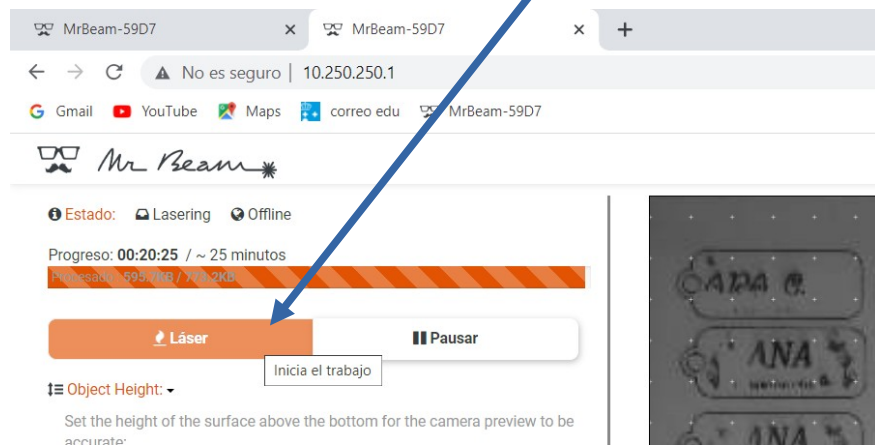 MrBeam-59D7
MrBeam-59D7
No es seguro | 10.250.250.1
Gmail YouTube Maps correo edu MrBeam-59D7
Mr Beam
Estado: Lasering Offline
Progreso: 00:20:25 / ~ 25 minutos
Láser Pausar
Inicia el trabajo
Object Height:
Set the height of the surface above the bottom for the camera preview to be
accurate:
ANA
ANA